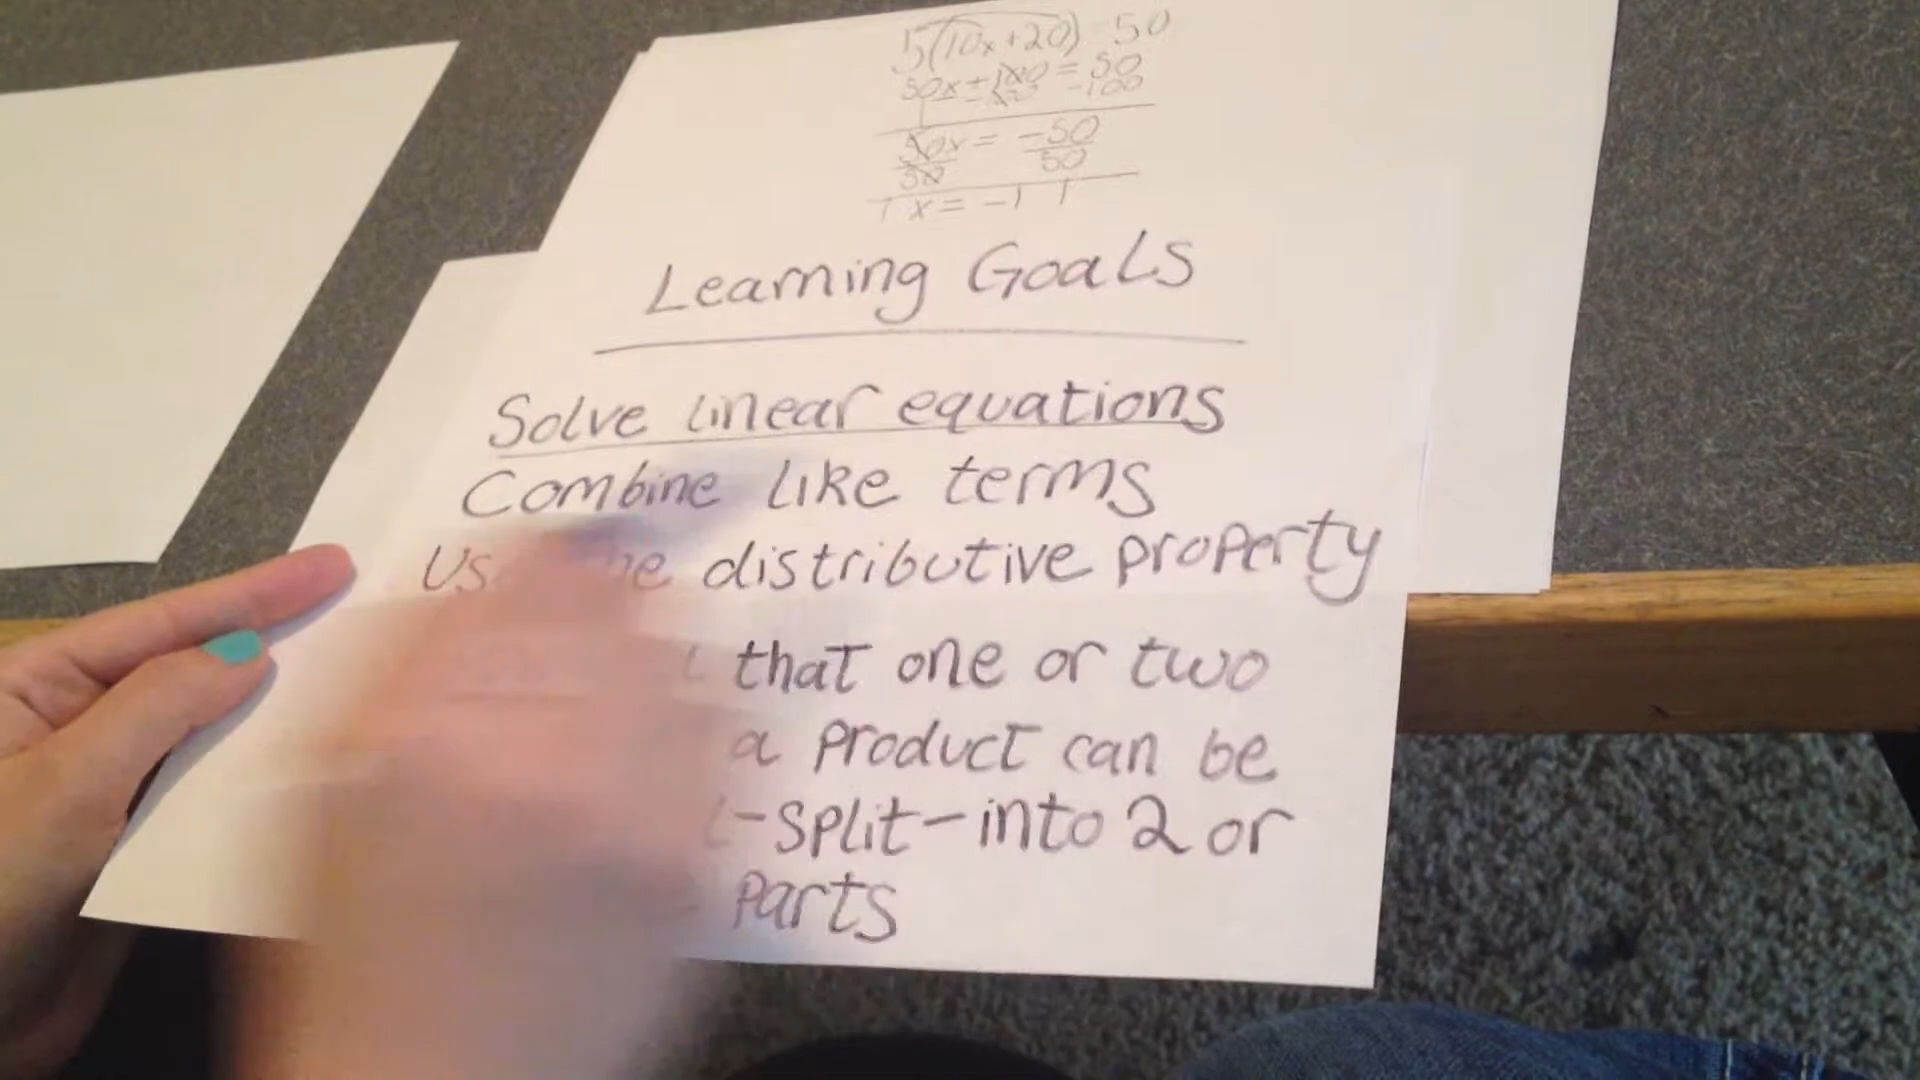 5(10x+20) = 50
50x+100 = 50
-100 -100
50x = -50
50 50
x = -1
Learning Goals
Solve linear equations
Combine like terms
distributive property
that one or two
a product can be
-split-into 2 or
parts